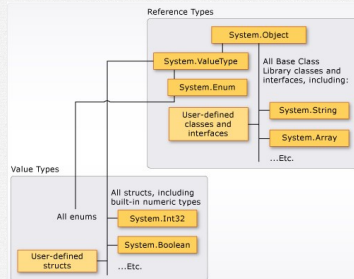 Reference Types
System.Object
System.ValueType
System.Enum
All Base Class
Library classes and
interfaces, including:
User-defined
classes and
interfaces
System.String
System.Array
...Etc.
Value Types
All structs, including
built-in numeric types
All enums
System.Int32
System.Boolean
User-defined
structs
...Etc.